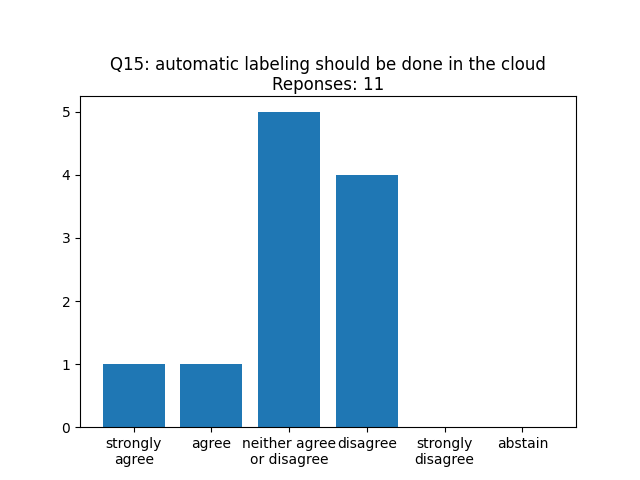 Q15: automatic labeling should be done in the cloud
Reponses: 11
5
4
3
2
1
0
strongly
agree
agree
neither agree
or disagree
disagree
strongly
disagree
abstain